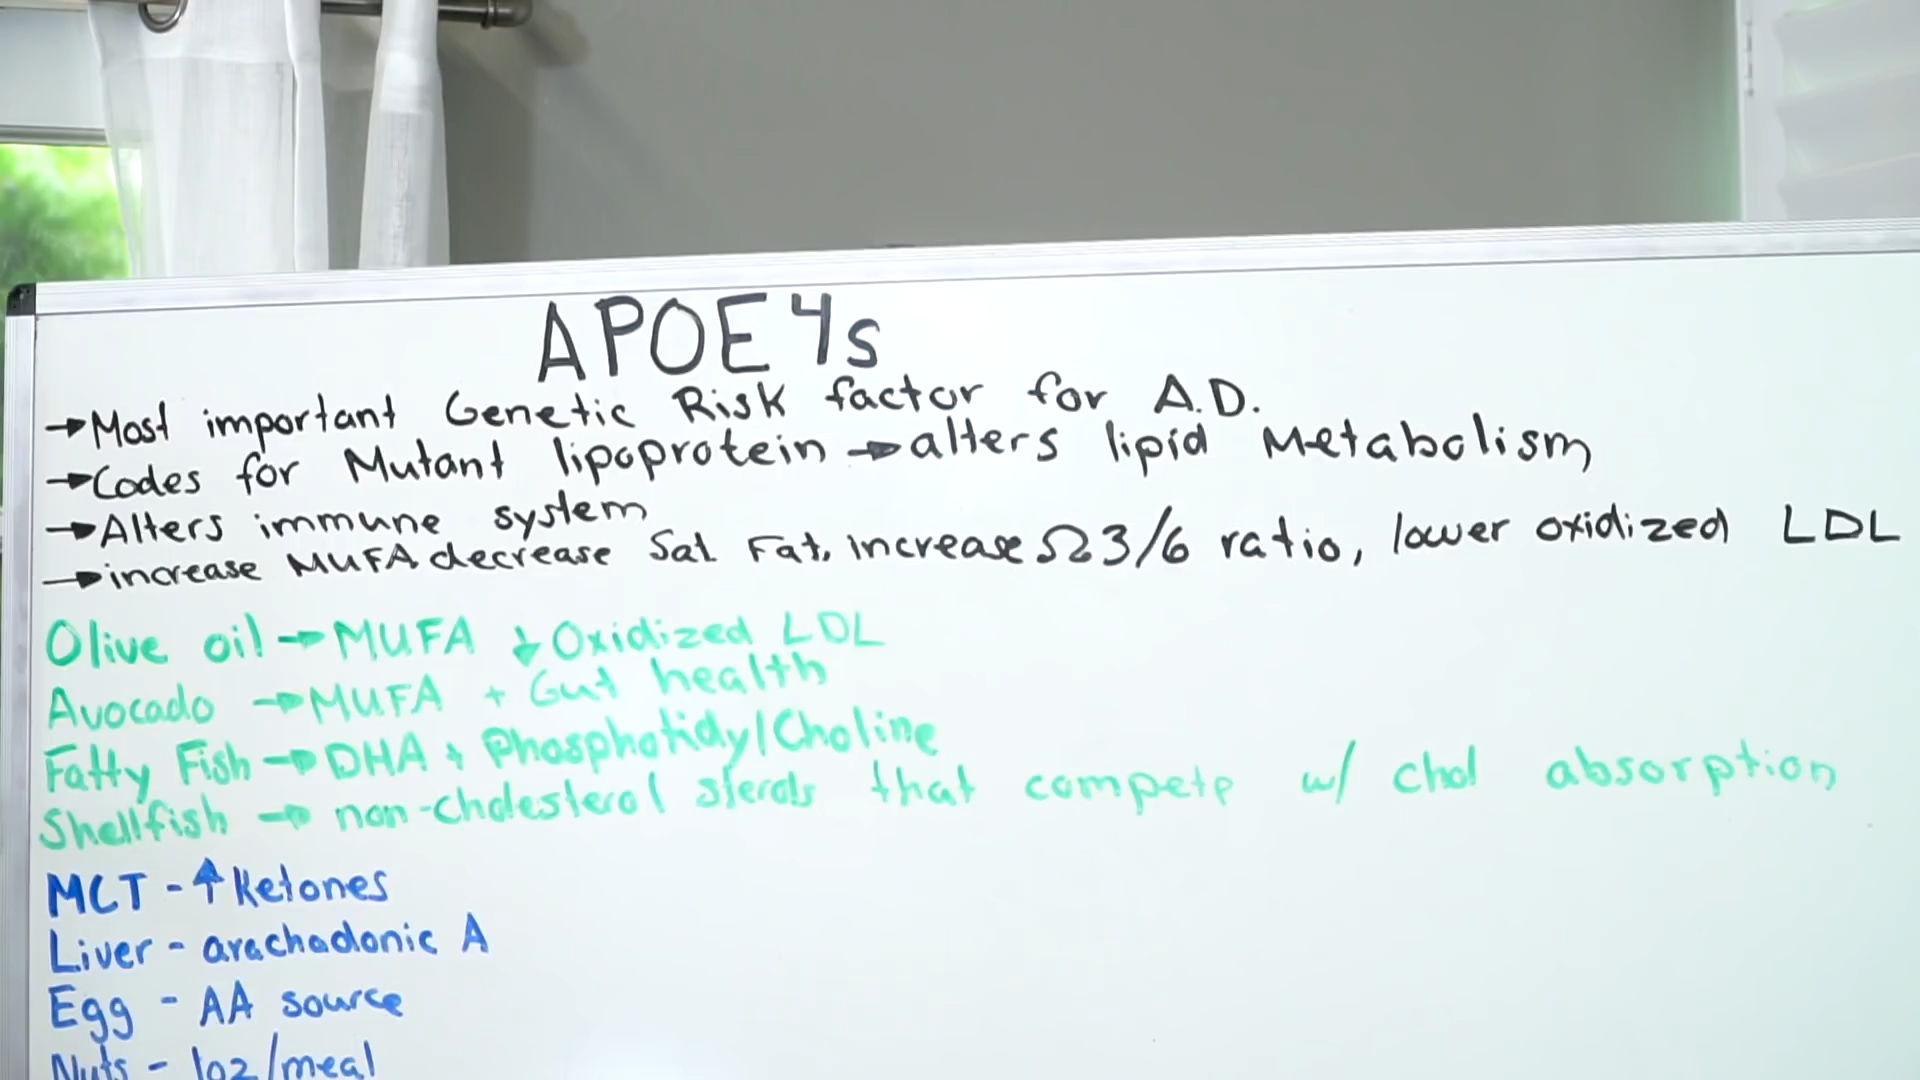 APOE4s
→Most important Genetic Risk factor for A.D.
→Codes for Mutant lipoprotein →alters lipid Metabolism
→Alters immune system
→increase MUFA decrease Sat Fat, increase Ω3/6 ratio, lower oxidized LDL
Olive oil→MUFA ↓Oxidized LDL
Avocado →MUFA + Gut health
Fatty Fish→DHA + Phosphotidyl Choline
Shellfish → non-cholesterol sterols that compete w/ chol absorption
MCT - ↑Ketones
Liver - arachadonic A
Egg - AA source
Nuts - 1oz/meal